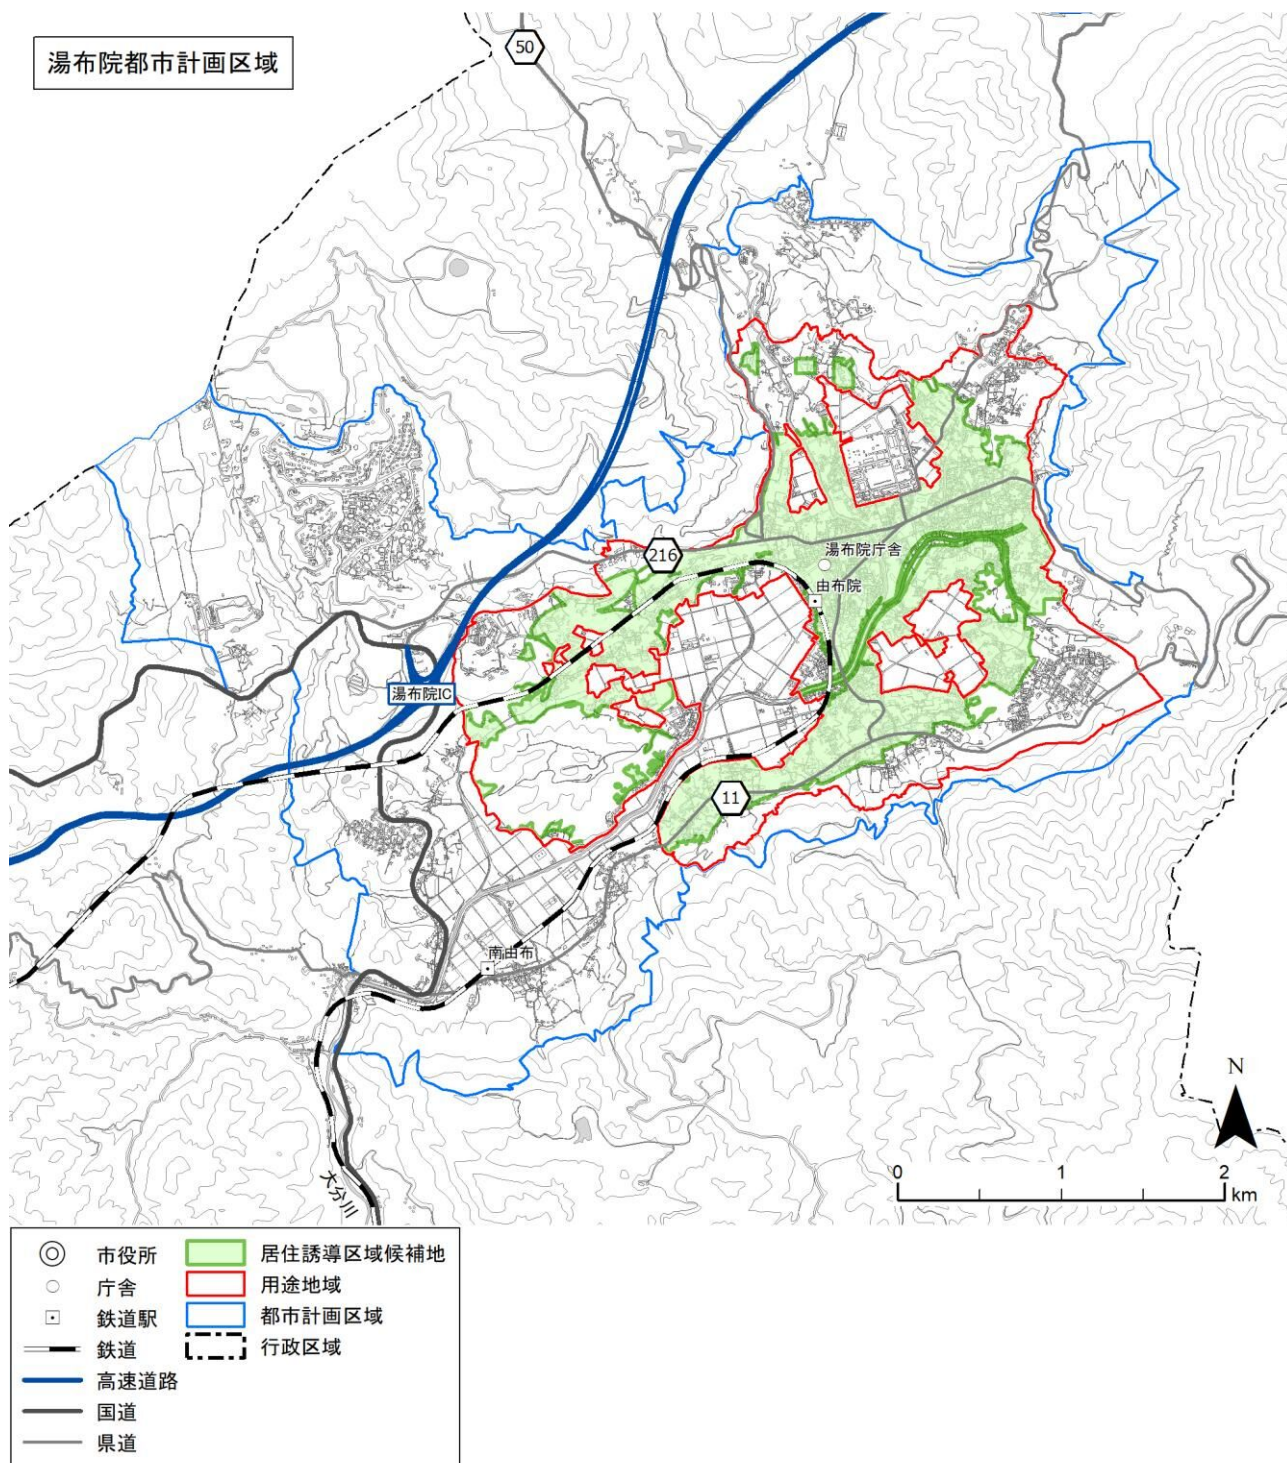 湯布院都市計画区域
50
216
湯布院庁舎
由布院
湯布院IC
11
南由布
大分川
N
0 1 2
km
市役所
庁舎
鉄道駅
鉄道
高速道路
国道
県道
居住誘導区域候補地
用途地域
都市計画区域
行政区域